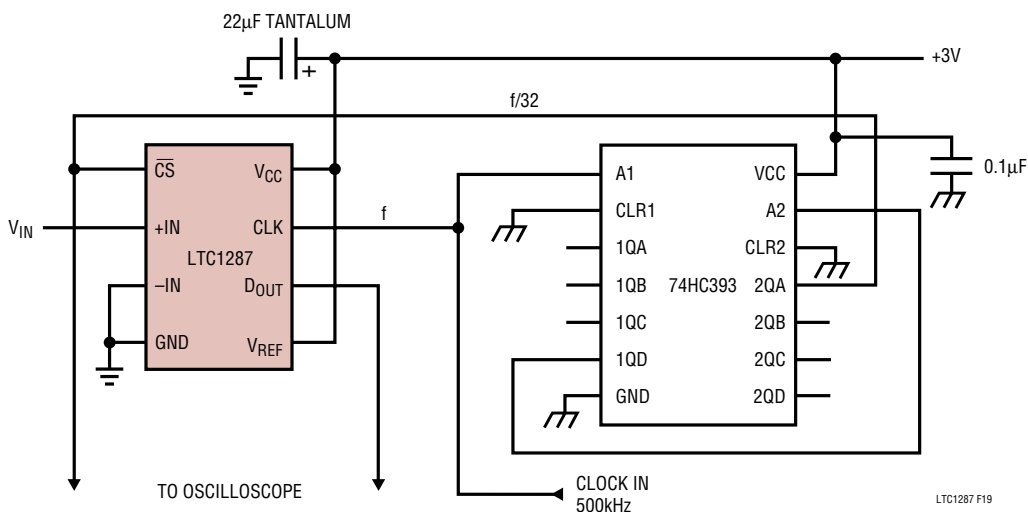 22µF TANTALUM
+
+3V
f/32
CS
VCC
+IN
CLK
LTC1287
–IN
DOUT
GND
VREF
VIN
f
A1
VCC
CLR1
A2
1QA
CLR2
1QB
74HC393
2QA
1QC
2QB
1QD
2QC
GND
2QD
0.1µF
TO OSCILLOSCOPE
CLOCK IN
500kHz
LTC1287 F19